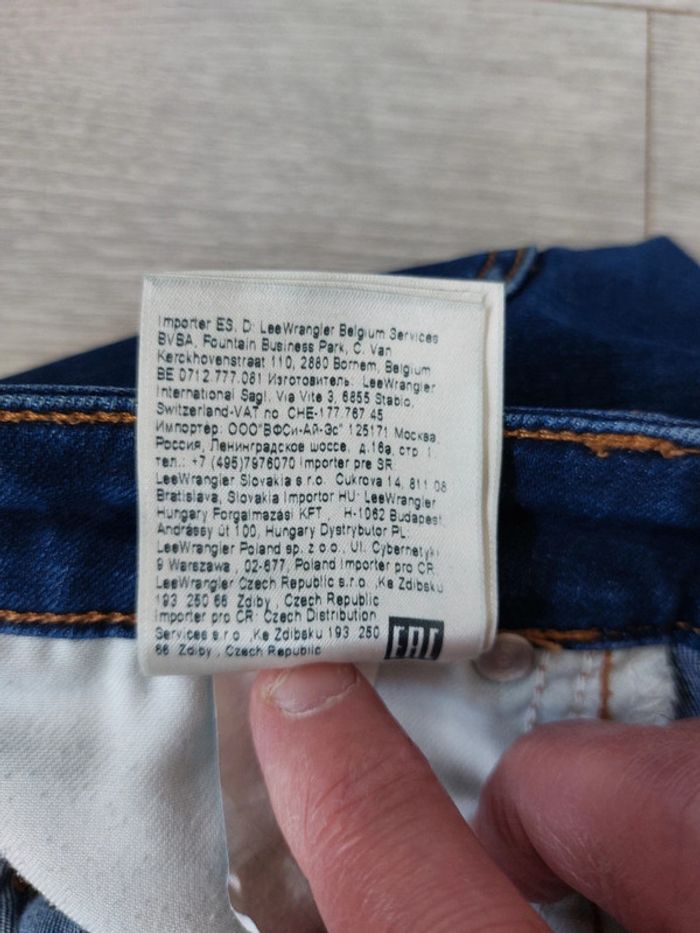 Importer ES, D: LeeWrangler Belgium Services
BVBA, Fountain Business Park, C. Van
Kerckhovenstraat 110, 2880 Bornem, Belgium
BE 0712.777.081 Изготовитель: LeeWrangler
International Sagl, Via Vite 3, 6855 Stabio,
Switzerland-VAT no CHE-177.767.45
Импортер: ООО"ВФСи-Ай-Эс" 125171 Москва
Россия, Ленинградское шоссе, д.16а, стр 1,
тел.: +7 (495)7976070 Importer pre SR:
LeeWrangler Slovakia s r.o. Cukrova 14, 811 08
Bratislava, Slovakia Importor HU: LeeWrangler
Hungary Forgalmazási KFT , H-1062 Budapest,
Andrássy út 100, Hungary Dystrybutor PL:
LeeWrangler Poland sp. z o.o., Ul. Cybernetyki
9 Warszawa , 02-677, Poland Importer pro CR:
LeeWrangler Czech Republic s.r.o. ,Ke Zdibsku
193 250 66 Zdiby , Czech Republic
Importer pro CR: Czech Distribution
Services s.r.o. ,Ke Zdibsku 193 250
66 Zdiby , Czech Republic
EAC